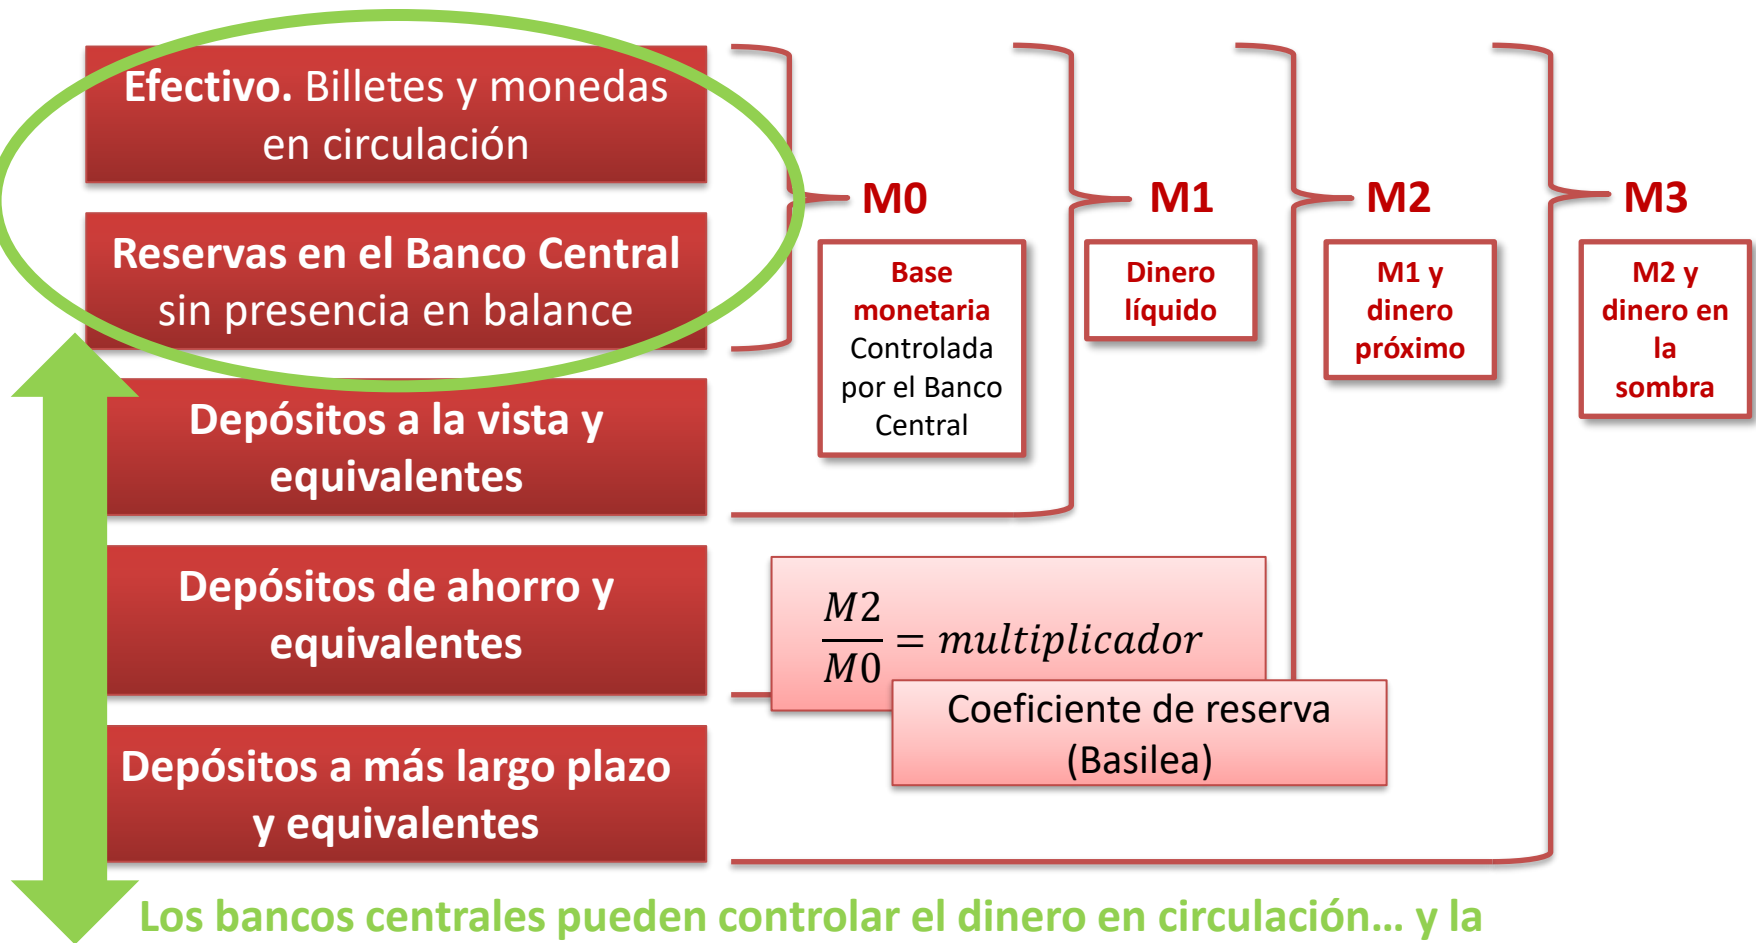 Efectivo. Billetes y monedas
en circulación
Reservas en el Banco Central
sin presencia en balance
Depósitos a la vista y
equivalentes
Depósitos de ahorro y
equivalentes
Depósitos a más largo plazo
y equivalentes
M0
Base
monetaria
Controlada
por el Banco
Central
M1
Dinero
líquido
M2
M1 y
dinero
próximo
M3
M2 y
dinero en
la
sombra
M2
M0 = multiplicador
Coeficiente de reserva
(Basilea)
Los bancos centrales pueden controlar el dinero en circulación... y la